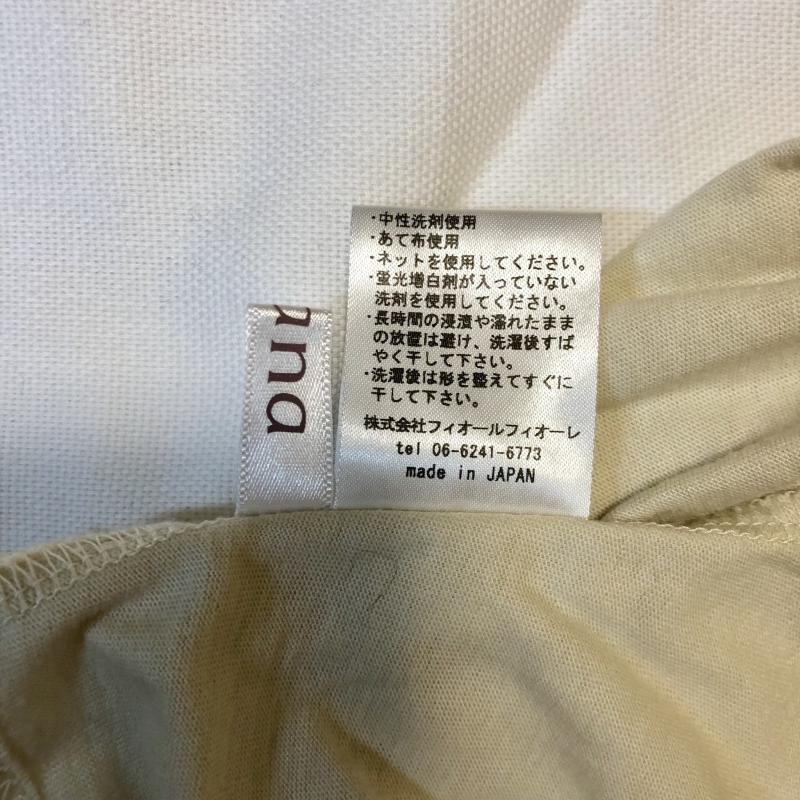 ・中性洗剤使用
・あて布使用
・ネットを使用してください。
・蛍光増白剤が入っていない
洗剤を使用してください。
・長時間の浸漬や濡れたまま
の放置は避け、洗濯後すば
やく干して下さい。
・洗濯後は形を整えてすぐに
干して下さい。
株式会社フィオールフィオーレ
tel 06-6241-6773
made in JAPAN
una